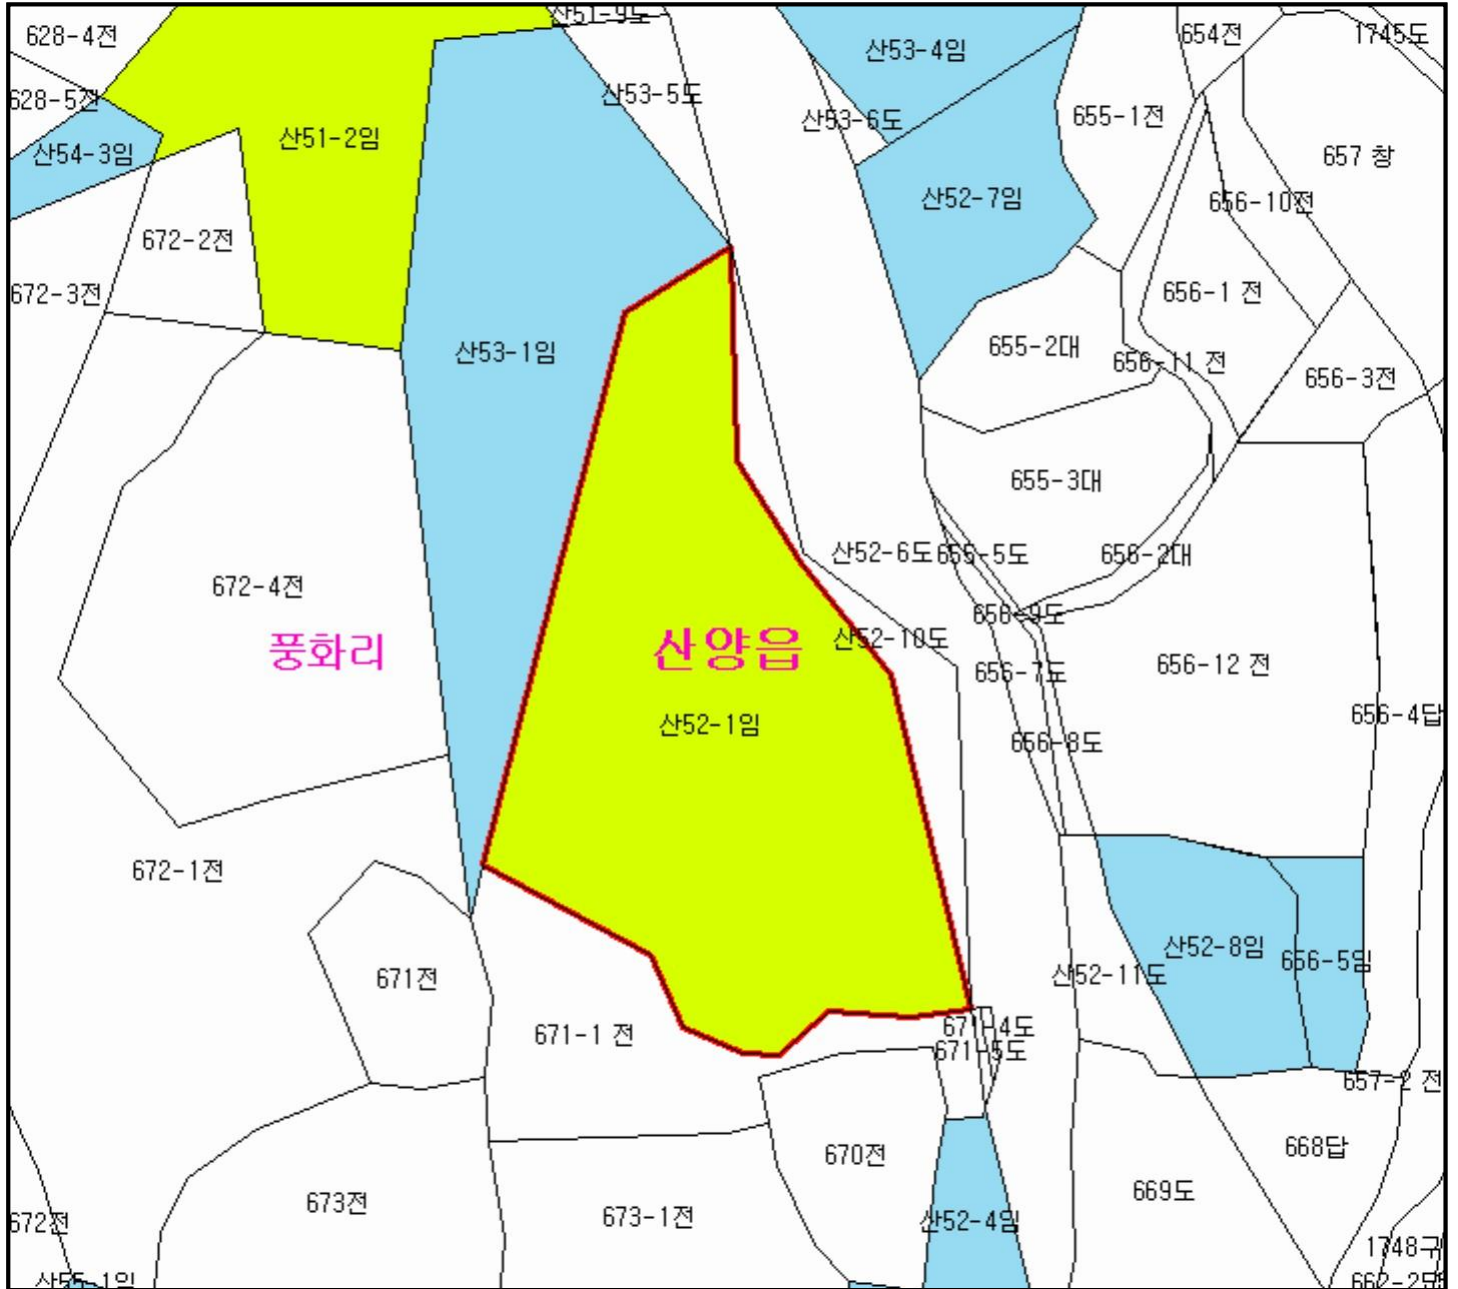 628-4전
산51-9도
654전
1745도
산53-4임
628-5전
산53-5도
산53-6도
655-1전
산51-2임
산54-3임
657 창
산52-7임
656-10전
672-2전
672-3전
656-1 전
산53-1임
655-2대
656-11 전
656-3전
655-3대
산52-6도
655-5도
656-2대
672-4전
656-9도
풍화리
산양읍
산52-10도
656-7도
656-12 전
산52-1임
656-4답
656-8도
672-1전
산52-8임
656-5임
671전
산52-11도
671-1 전
671-4도
671-5도
657-2 전
670전
668답
673전
673-1전
669도
672전
산52-4임
1748구
산55-1임